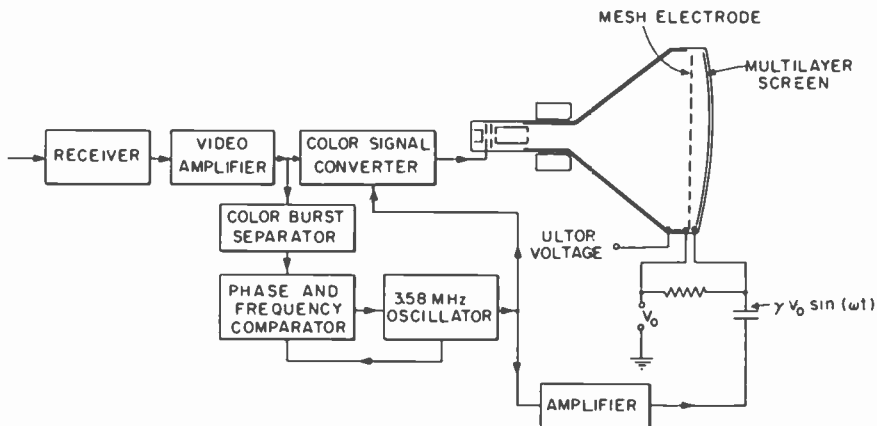 MESH ELECTRODE
MULTILAYER
SCREEN
RECEIVER
VIDEO
AMPLIFIER
COLOR SIGNAL
CONVERTER
COLOR BURST
SEPARATOR
ULTOR
VOLTAGE
PHASE AND
FREQUENCY
COMPARATOR
3.58 MHz
OSCILLATOR
V₀
γ V₀ sin (ωt)
AMPLIFIER